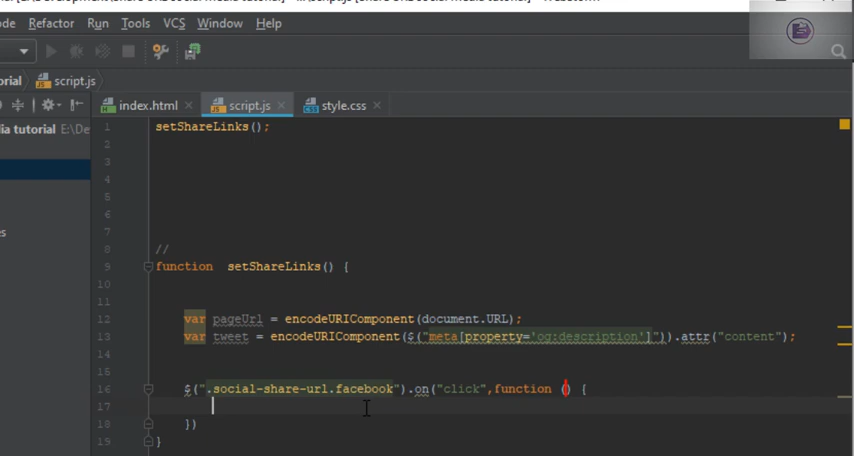 ode Refactor Run Tools VCS Window Help
orial script.js
index.html script.js style.css
ia tutorial E:\De
1 setShareLinks();
2
3
4
5
6
es 7
8 //
9 function setShareLinks() {
10
11
12 var pageUrl = encodeURIComponent(document.URL);
13 var tweet = encodeURIComponent($("meta[property='og:description']")).attr("content");
14
15
16 $(".social-share-url.facebook").on("click",function () {
17
18 })
19 }